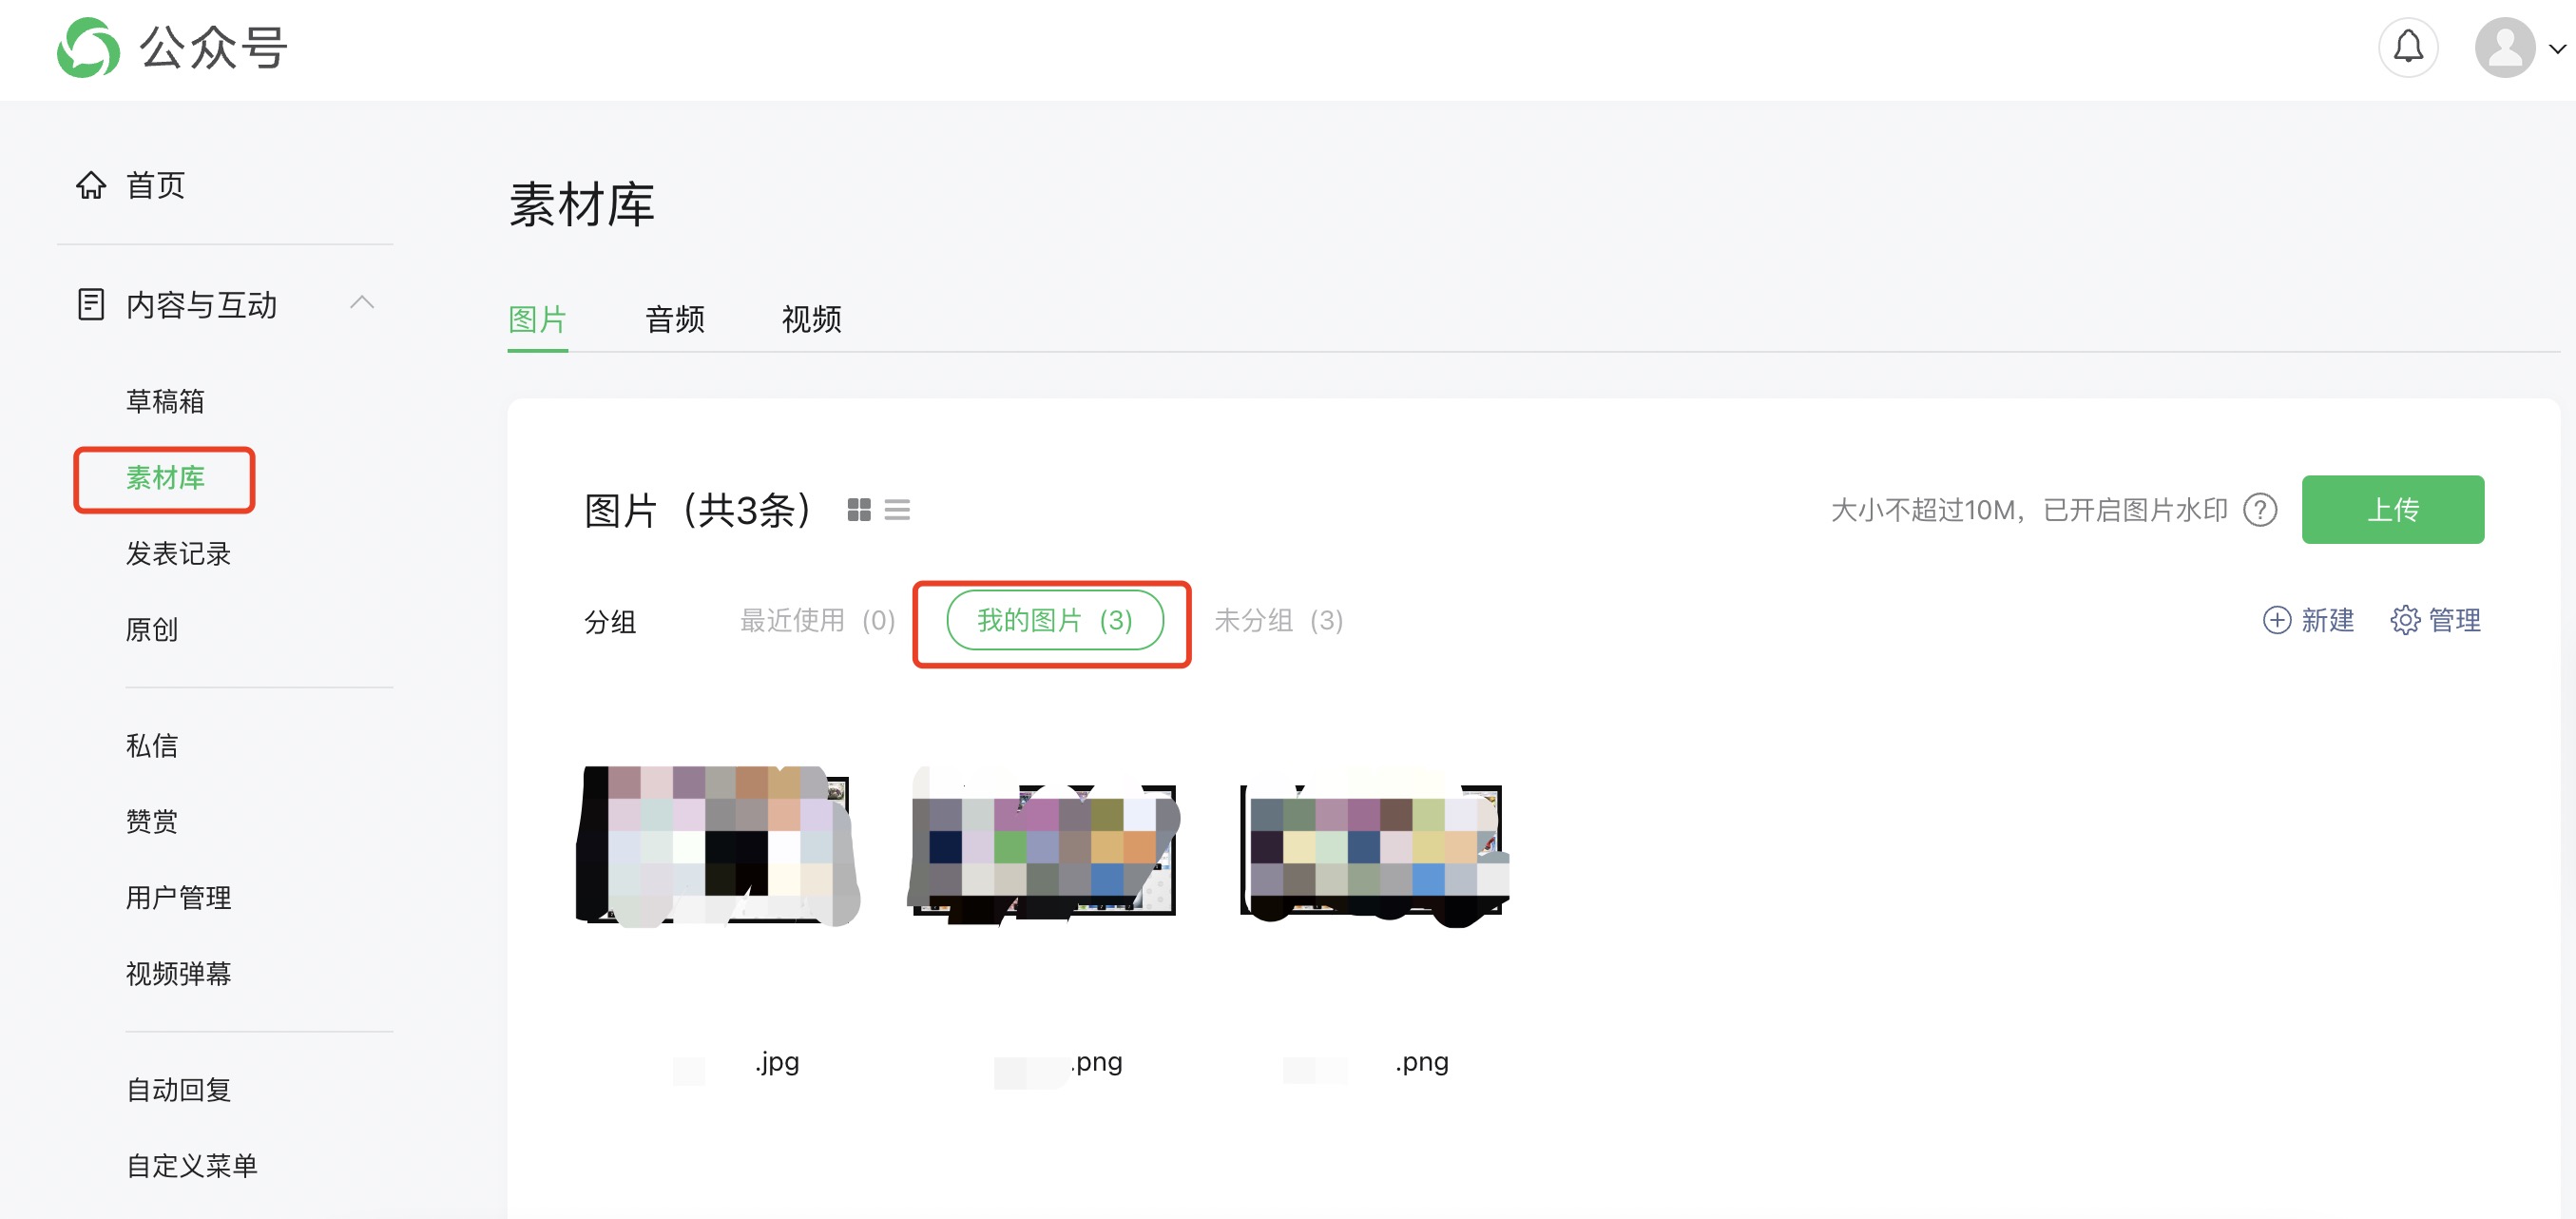 公众号
首页
内容与互动
草稿箱
素材库
发表记录
原创
私信
赞赏
用户管理
视频弹幕
自动回复
自定义菜单
素材库
图片 音频 视频
图片（共3条） 大小不超过10M，已开启图片水印 ? 上传
分组 最近使用 (0) 我的图片 (3) 未分组 (3) 新建 管理
.jpg .png .png